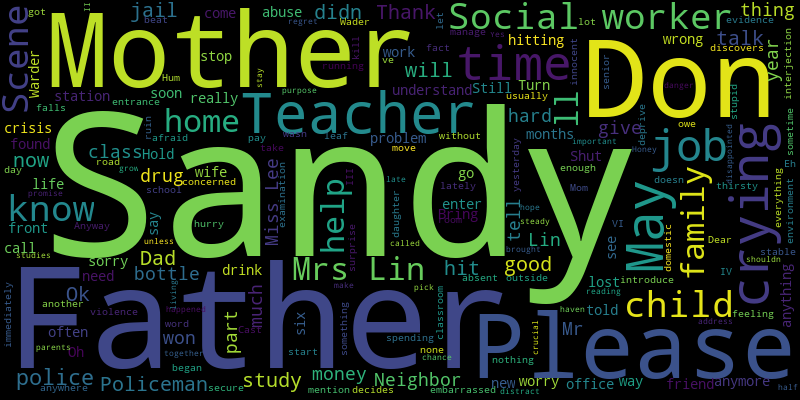 Scene got jail didn Thank come abuse Social worker thing
Mother beat Wader II let regret lot evidence
Warder stop Hum stay ve work will manage Yes hitting wrong talk discovers
station soon really kill running fact understand time Still Turn usually innocent senior Don year interjection
falls entrance purpose
crisis home Teacher hard ll danger stupid sometime
found ruin afraid pay wash leaf problem without months give owe
now class Hold road move yesterday Shut deprive job Eh
day drug take go enough important disappointed
life wife concerned Miss Lee examination III late lately doesn Honey thirsty crying
promise grow school Sandy help Mom everything
know say daughter enter tell hope May family environment
front Anyway hurry surprise Bring Door steady Lin see VI domestic Dear
call studies unless called brought stable
sorry Dad Mrs Lin hit good shouldn
need bottle drink absent outside lost introduce IV feeling
another Ok much make pick reading child anything
immediately Father living happened Cast six something classroom haven told address
violence word part Please Mr
often won start spending none crucial
Oh together chance
parents began nothing
police Policeman study money Neighbor new worry office way friend anymore
anywhere secure mention decides embarrassed distract half